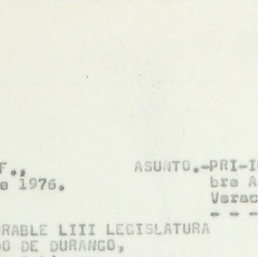 F.,
e 1976.
ASUNTO.-PRI-I
bre A
Verac
- - - -
RABLE LIII LEGISLATURA
DO DE DURANGO,